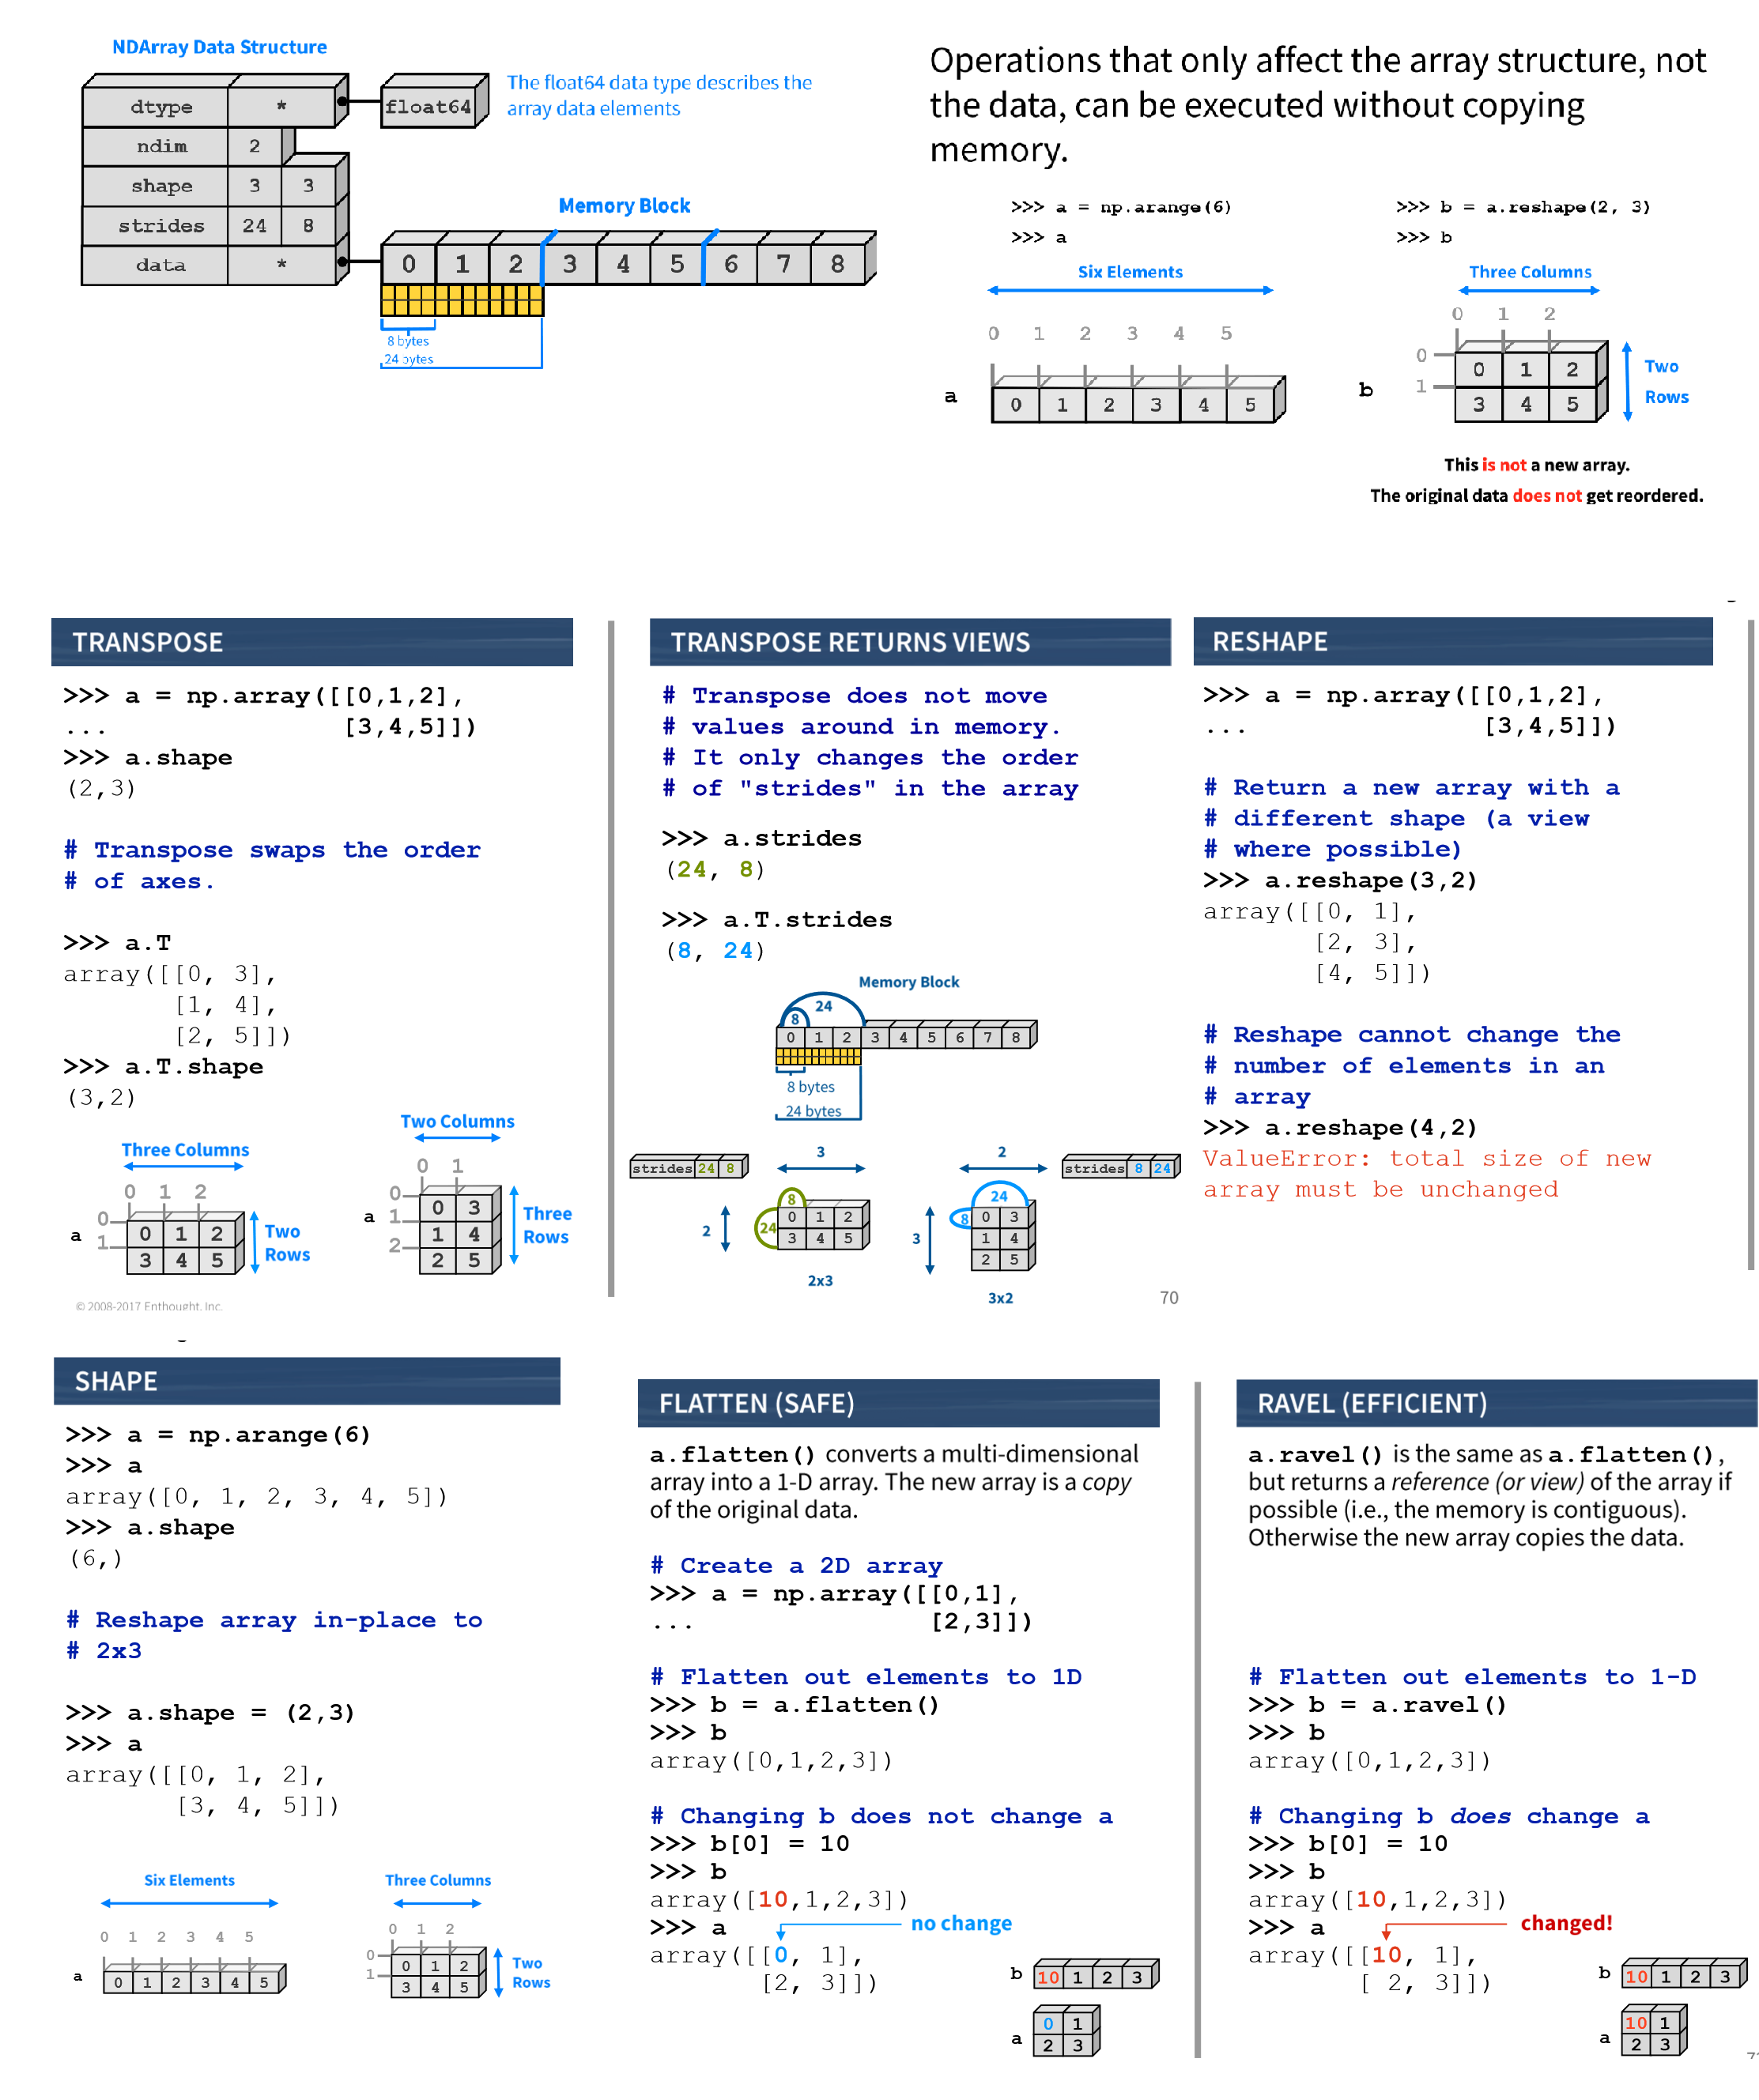 NDArray Data Structure
dtype *
float64
The float64 data type describes the
array data elements
ndim 2
shape 3 3
strides 24 8
data *
Memory Block
0 1 2 3 4 5 6 7 8
8 bytes
24 bytes
Operations that only affect the array structure, not
the data, can be executed without copying
memory.
>>> a = np.arange(6)
>>> a
Six Elements
0 1 2 3 4 5
a
0 1 2 3 4 5
>>> b = a.reshape(2, 3)
>>> b
Three Columns
0 1 2
b
0 0 1 2
1 3 4 5
Two
Rows
This is not a new array.
The original data does not get reordered.
TRANSPOSE
>>> a = np.array([[0,1,2],
... [3,4,5]])
>>> a.shape
(2,3)
# Transpose swaps the order
# of axes.
>>> a.T
array([[0, 3],
[1, 4],
[2, 5]])
>>> a.T.shape
(3,2)
Three Columns
0 1 2
a
0 0 1 2
1 3 4 5
Two
Rows
Two Columns
0 1
a
0 0 3
1 1 4
2 2 5
Three
Rows
© 2008-2017 Enthought, Inc.
TRANSPOSE RETURNS VIEWS
# Transpose does not move
# values around in memory.
# It only changes the order
# of "strides" in the array
>>> a.strides
(24, 8)
>>> a.T.strides
(8, 24)
Memory Block
24
8
0 1 2 3 4 5 6 7 8
8 bytes
24 bytes
strides 24 8
3
8
2
24
0 1 2
3 4 5
2x3
2
strides 8 24
24
3
8
0 3
1 4
2 5
3x2
70
RESHAPE
>>> a = np.array([[0,1,2],
... [3,4,5]])
# Return a new array with a
# different shape (a view
# where possible)
>>> a.reshape(3,2)
array([[0, 1],
[2, 3],
[4, 5]])
# Reshape cannot change the
# number of elements in an
# array
>>> a.reshape(4,2)
ValueError: total size of new
array must be unchanged
SHAPE
>>> a = np.arange(6)
>>> a
array([0, 1, 2, 3, 4, 5])
>>> a.shape
(6,)
# Reshape array in-place to
# 2x3
>>> a.shape = (2,3)
>>> a
array([[0, 1, 2],
[3, 4, 5]])
Six Elements
0 1 2 3 4 5
a
0 1 2 3 4 5
Three Columns
0 1 2
0 0 1 2
1 3 4 5
Two
Rows
FLATTEN (SAFE)
a.flatten() converts a multi-dimensional
array into a 1-D array. The new array is a copy
of the original data.
# Create a 2D array
>>> a = np.array([[0,1],
... [2,3]])
# Flatten out elements to 1D
>>> b = a.flatten()
>>> b
array([0,1,2,3])
# Changing b does not change a
>>> b[0] = 10
>>> b
array([10,1,2,3])
>>> a
no change
array([[0, 1],
[2, 3]])
b 10 1 2 3
a
0 1
2 3
RAVEL (EFFICIENT)
a.ravel() is the same as a.flatten(),
but returns a reference (or view) of the array if
possible (i.e., the memory is contiguous).
Otherwise the new array copies the data.
# Flatten out elements to 1-D
>>> b = a.ravel()
>>> b
array([0,1,2,3])
# Changing b does change a
>>> b[0] = 10
>>> b
array([10,1,2,3])
>>> a
changed!
array([[10, 1],
[ 2, 3]])
b 10 1 2 3
a
10 1
2 3